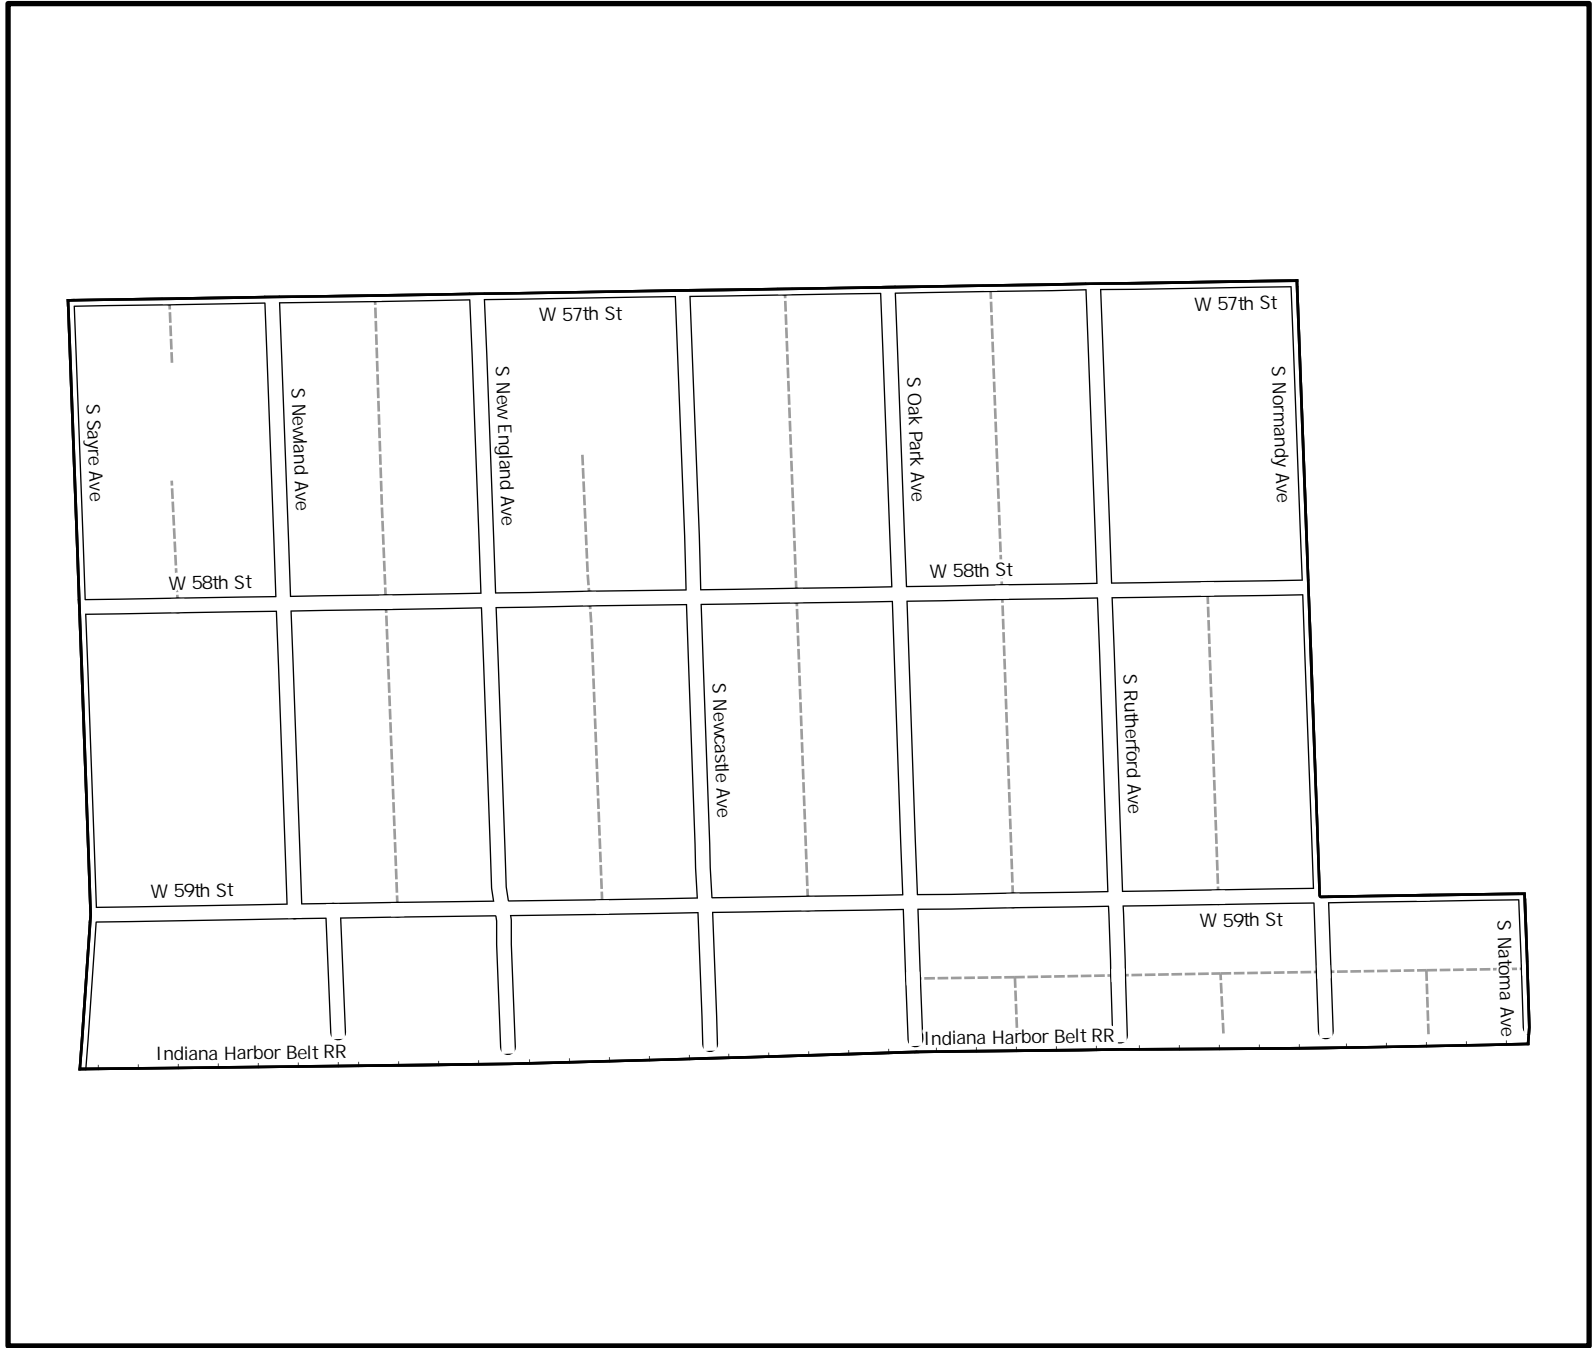 W 57th St
W 57th St
S Sayre Ave
S Newland Ave
S New England Ave
S Oak Park Ave
S Normandy Ave
W 58th St
W 58th St
S Newcastle Ave
S Rutherford Ave
W 59th St
W 59th St
S Natoma Ave
Indiana Harbor Belt RR
Indiana Harbor Belt RR